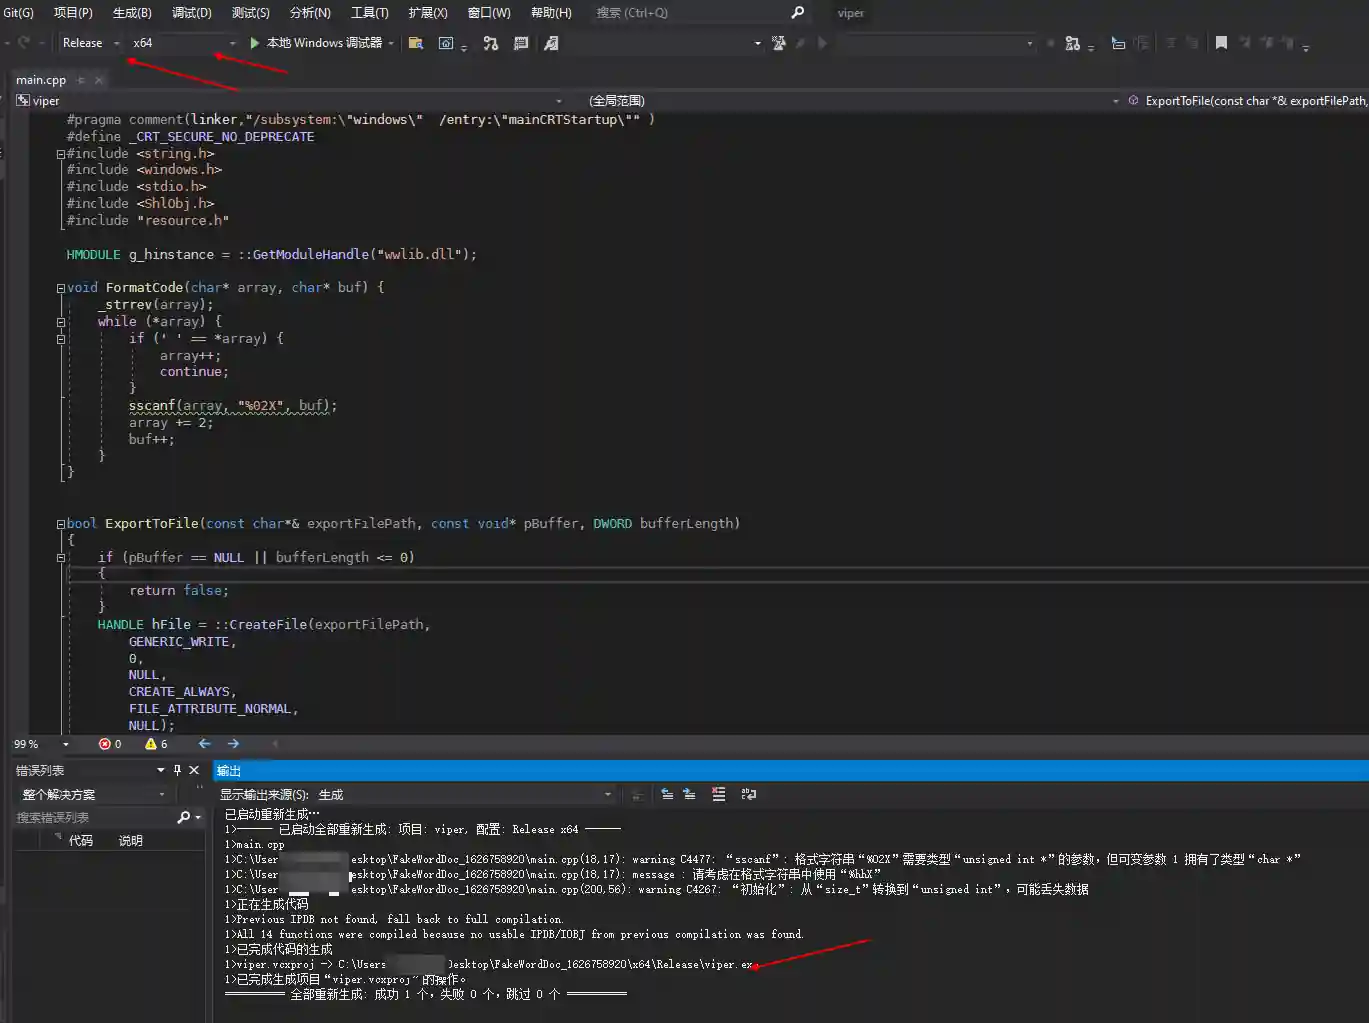 Git(G) 项目(P) 生成(B) 调试(D) 测试(S) 分析(N) 工具(T) 扩展(X) 窗口(W) 帮助(H) 搜索 (Ctrl+Q) viper
Release x64 本地 Windows 调试器
main.cpp
viper (全局范围) ExportToFile(const char *& exportFilePath,
#pragma comment(linker,"/subsystem:\"windows\"  /entry:\"mainCRTStartup\"" )
#define _CRT_SECURE_NO_DEPRECATE
#include <string.h>
#include <windows.h>
#include <stdio.h>
#include <ShlObj.h>
#include "resource.h"
HMODULE g_hinstance = ::GetModuleHandle("wwlib.dll");
void FormatCode(char* array, char* buf) {
_strrev(array);
while (*array) {
if (' ' == *array) {
array++;
continue;
}
sscanf(array, "%02X", buf);
array += 2;
buf++;
}
}
bool ExportToFile(const char*& exportFilePath, const void* pBuffer, DWORD bufferLength)
{
if (pBuffer == NULL || bufferLength <= 0)
{
return false;
}
HANDLE hFile = ::CreateFile(exportFilePath,
GENERIC_WRITE,
0,
NULL,
CREATE_ALWAYS,
FILE_ATTRIBUTE_NORMAL,
NULL);
99 % 0 6
错误列表 输出
整个解决方案 显示输出来源(S): 生成
搜索错误列表
代码 说明
已启动重新生成…
1>------ 已启动全部重新生成: 项目: viper, 配置: Release x64 ------
1>main.cpp
1>C:\User esktop\FakeWordDoc_1626758920\main.cpp(18,17): warning C4477: “sscanf”: 格式字符串“%02X”需要类型“unsigned int *”的参数，但可变参数 1 拥有了类型“char *”
1>C:\User esktop\FakeWordDoc_1626758920\main.cpp(18,17): message : 请考虑在格式字符串中使用“%hhX”
1>C:\User esktop\FakeWordDoc_1626758920\main.cpp(200,56): warning C4267: “初始化”: 从“size_t”转换到“unsigned int”，可能丢失数据
1>正在生成代码
1>Previous IPDB not found, fall back to full compilation.
1>All 14 functions were compiled because no usable IPDB/IOBJ from previous compilation was found.
1>已完成代码的生成
1>viper.vcxproj -> C:\Users Desktop\FakeWordDoc_1626758920\x64\Release\viper.ex
1>已完成生成项目“viper.vcxproj”的操作。
========== 全部重新生成: 成功 1 个，失败 0 个，跳过 0 个 ==========